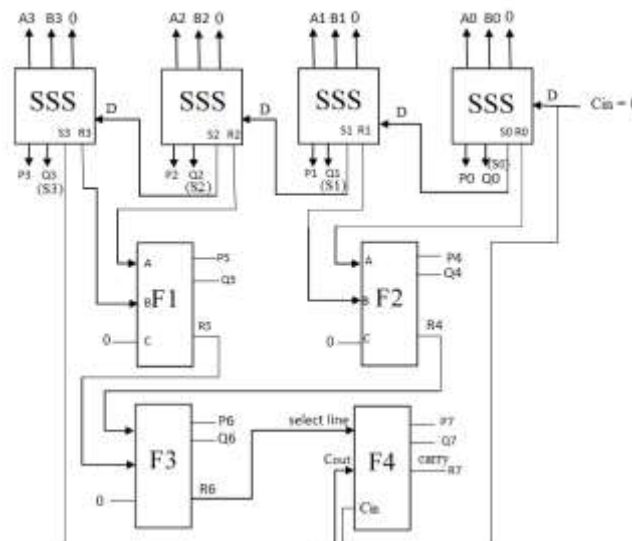 A3 B3 0 A2 B2 0 A1 B1 0 A0 B0 0
SSS SSS SSS SSS
D D D D Cin =
S3 R3 S2 R2 S1 R1 S0 R0
P3 Q3 P2 Q2 P1 Q1 P0 Q0
(S3) (S2) (S1) (S0)
A P5 A P4
Q5 Q4
B F1 B F2
R5 R4
0 C 0 C
P6 select line P7
Q6 Q7
F3 Cout F4 carry
R6 R7
0 Cin